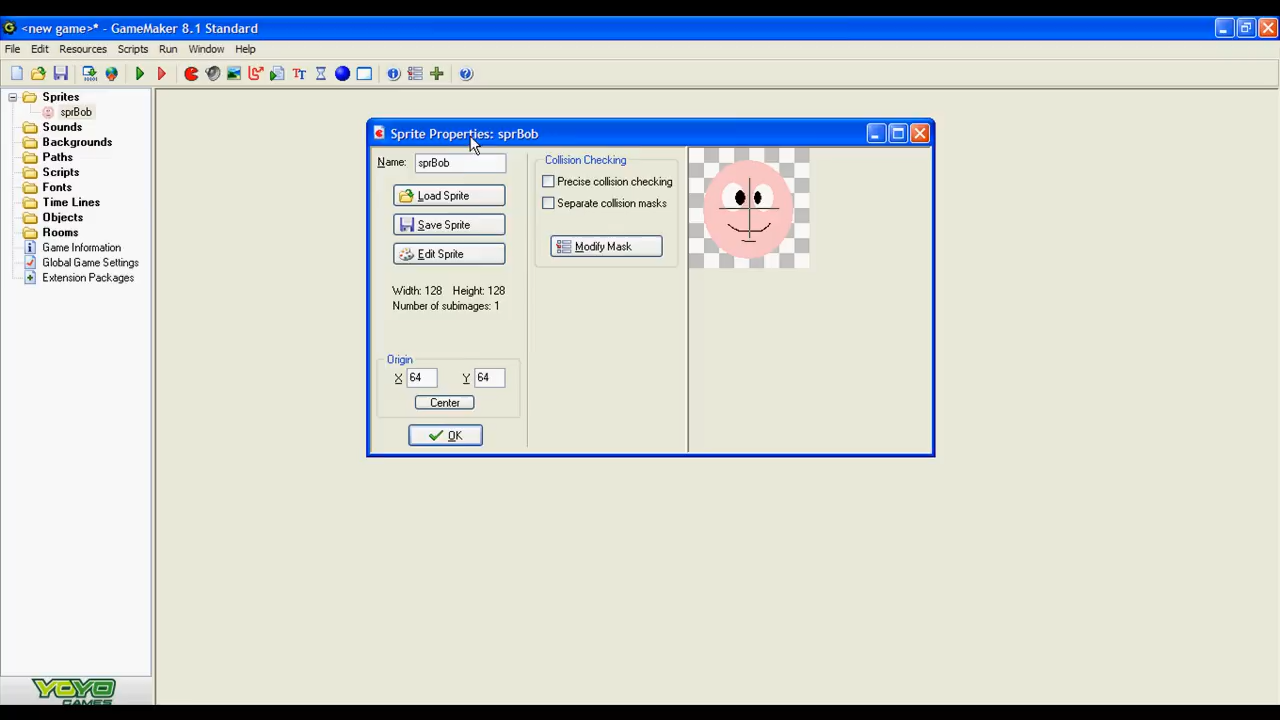 <new game>* - GameMaker 8.1 Standard
File Edit Resources Scripts Run Window Help
Sprites
sprBob
Sounds
Backgrounds
Paths
Scripts
Fonts
Time Lines
Objects
Rooms
Game Information
Global Game Settings
Extension Packages
Sprite Properties: sprBob
Name: sprBob
Load Sprite
Save Sprite
Edit Sprite
Width: 128 Height: 128
Number of subimages: 1
Origin
X 64 Y 64
Center
OK
Collision Checking
Precise collision checking
Separate collision masks
Modify Mask
YOYO
GAMES